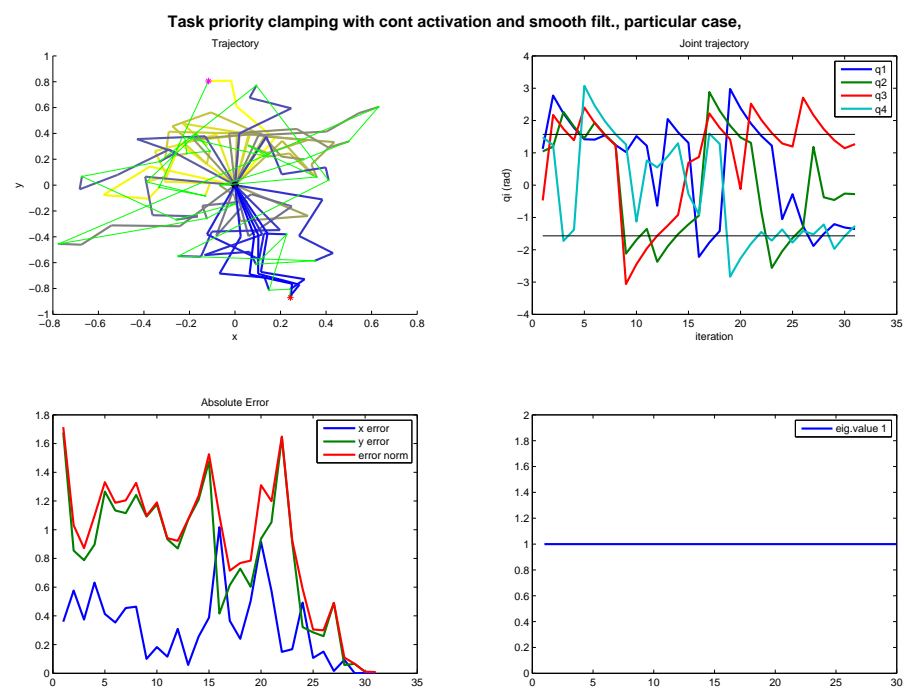 Task priority clamping with cont activation and smooth filt., particular case,
Trajectory
1
0.8
0.6
0.4
0.2
0
−0.2
−0.4
−0.6
−0.8
−1
y
−0.8 −0.6 −0.4 −0.2 0 0.2 0.4 0.6 0.8
x
Joint trajectory
4
3
2
1
0
−1
−2
−3
−4
qi (rad)
q1
q2
q3
q4
0 5 10 15 20 25 30 35
iteration
Absolute Error
1.8
1.6
1.4
1.2
1
0.8
0.6
0.4
0.2
0
x error
y error
error norm
0 5 10 15 20 25 30 35
2
1.8
1.6
1.4
1.2
1
0.8
0.6
0.4
0.2
0
eig.value 1
0 5 10 15 20 25 30